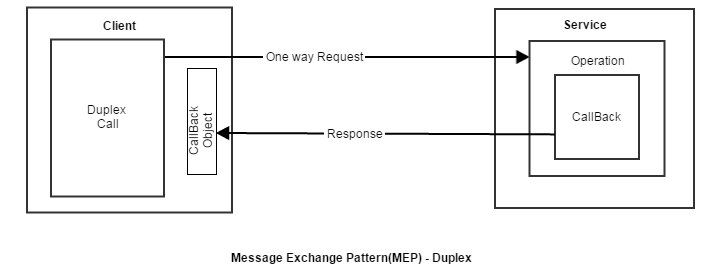 Client
Service
One way Request
Operation
Duplex
Call
CallBack
Object
CallBack
Response
Message Exchange Pattern(MEP) - Duplex